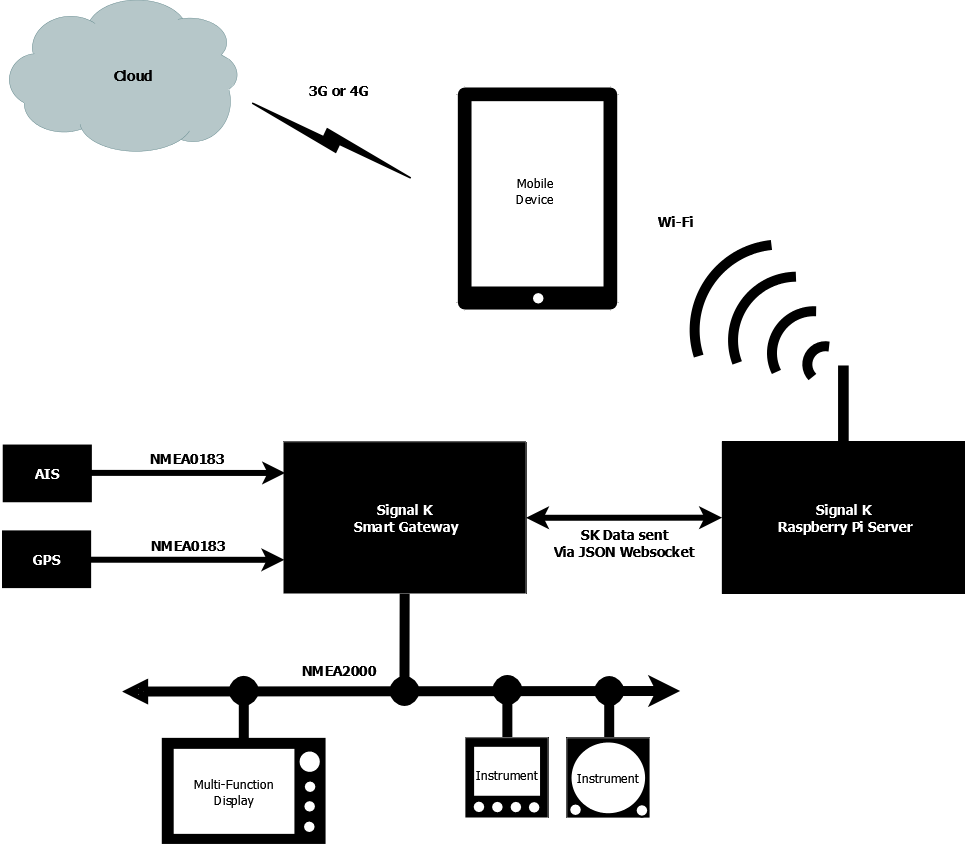 Cloud
3G or 4G
Mobile
Device
Wi-Fi
AIS
NMEA0183
Signal K
Smart Gateway
GPS
NMEA0183
SK Data sent
Via JSON Websocket
Signal K
Raspberry Pi Server
NMEA2000
Multi-Function
Display
Instrument
Instrument